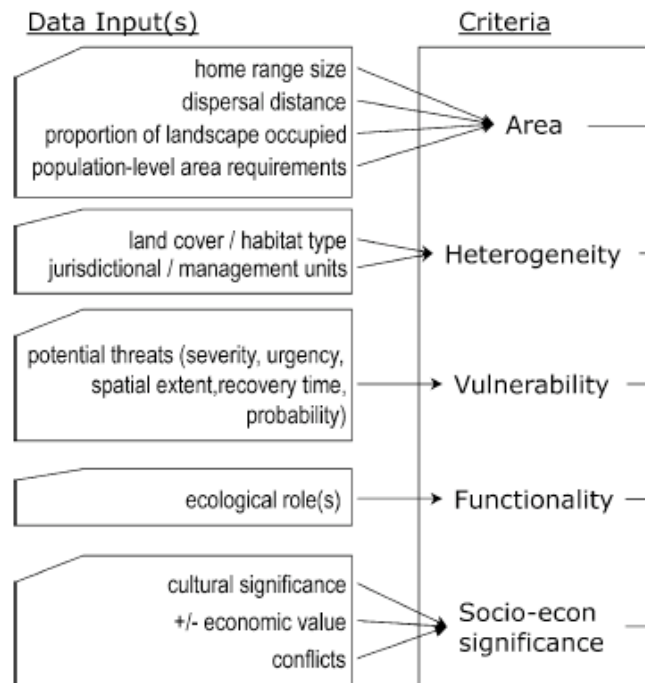 Data Input(s)
Criteria
home range size
dispersal distance
proportion of landscape occupied
population-level area requirements
Area
land cover / habitat type
jurisdictional / management units
Heterogeneity
potential threats (severity, urgency,
spatial extent,recovery time,
probability)
Vulnerability
ecological role(s)
Functionality
cultural significance
+/- economic value
conflicts
Socio-econ
significance